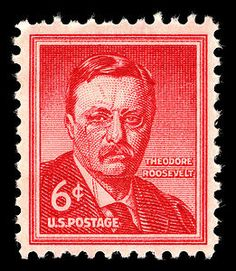 THEODORE
ROOSEVELT
6¢
U.S. POSTAGE